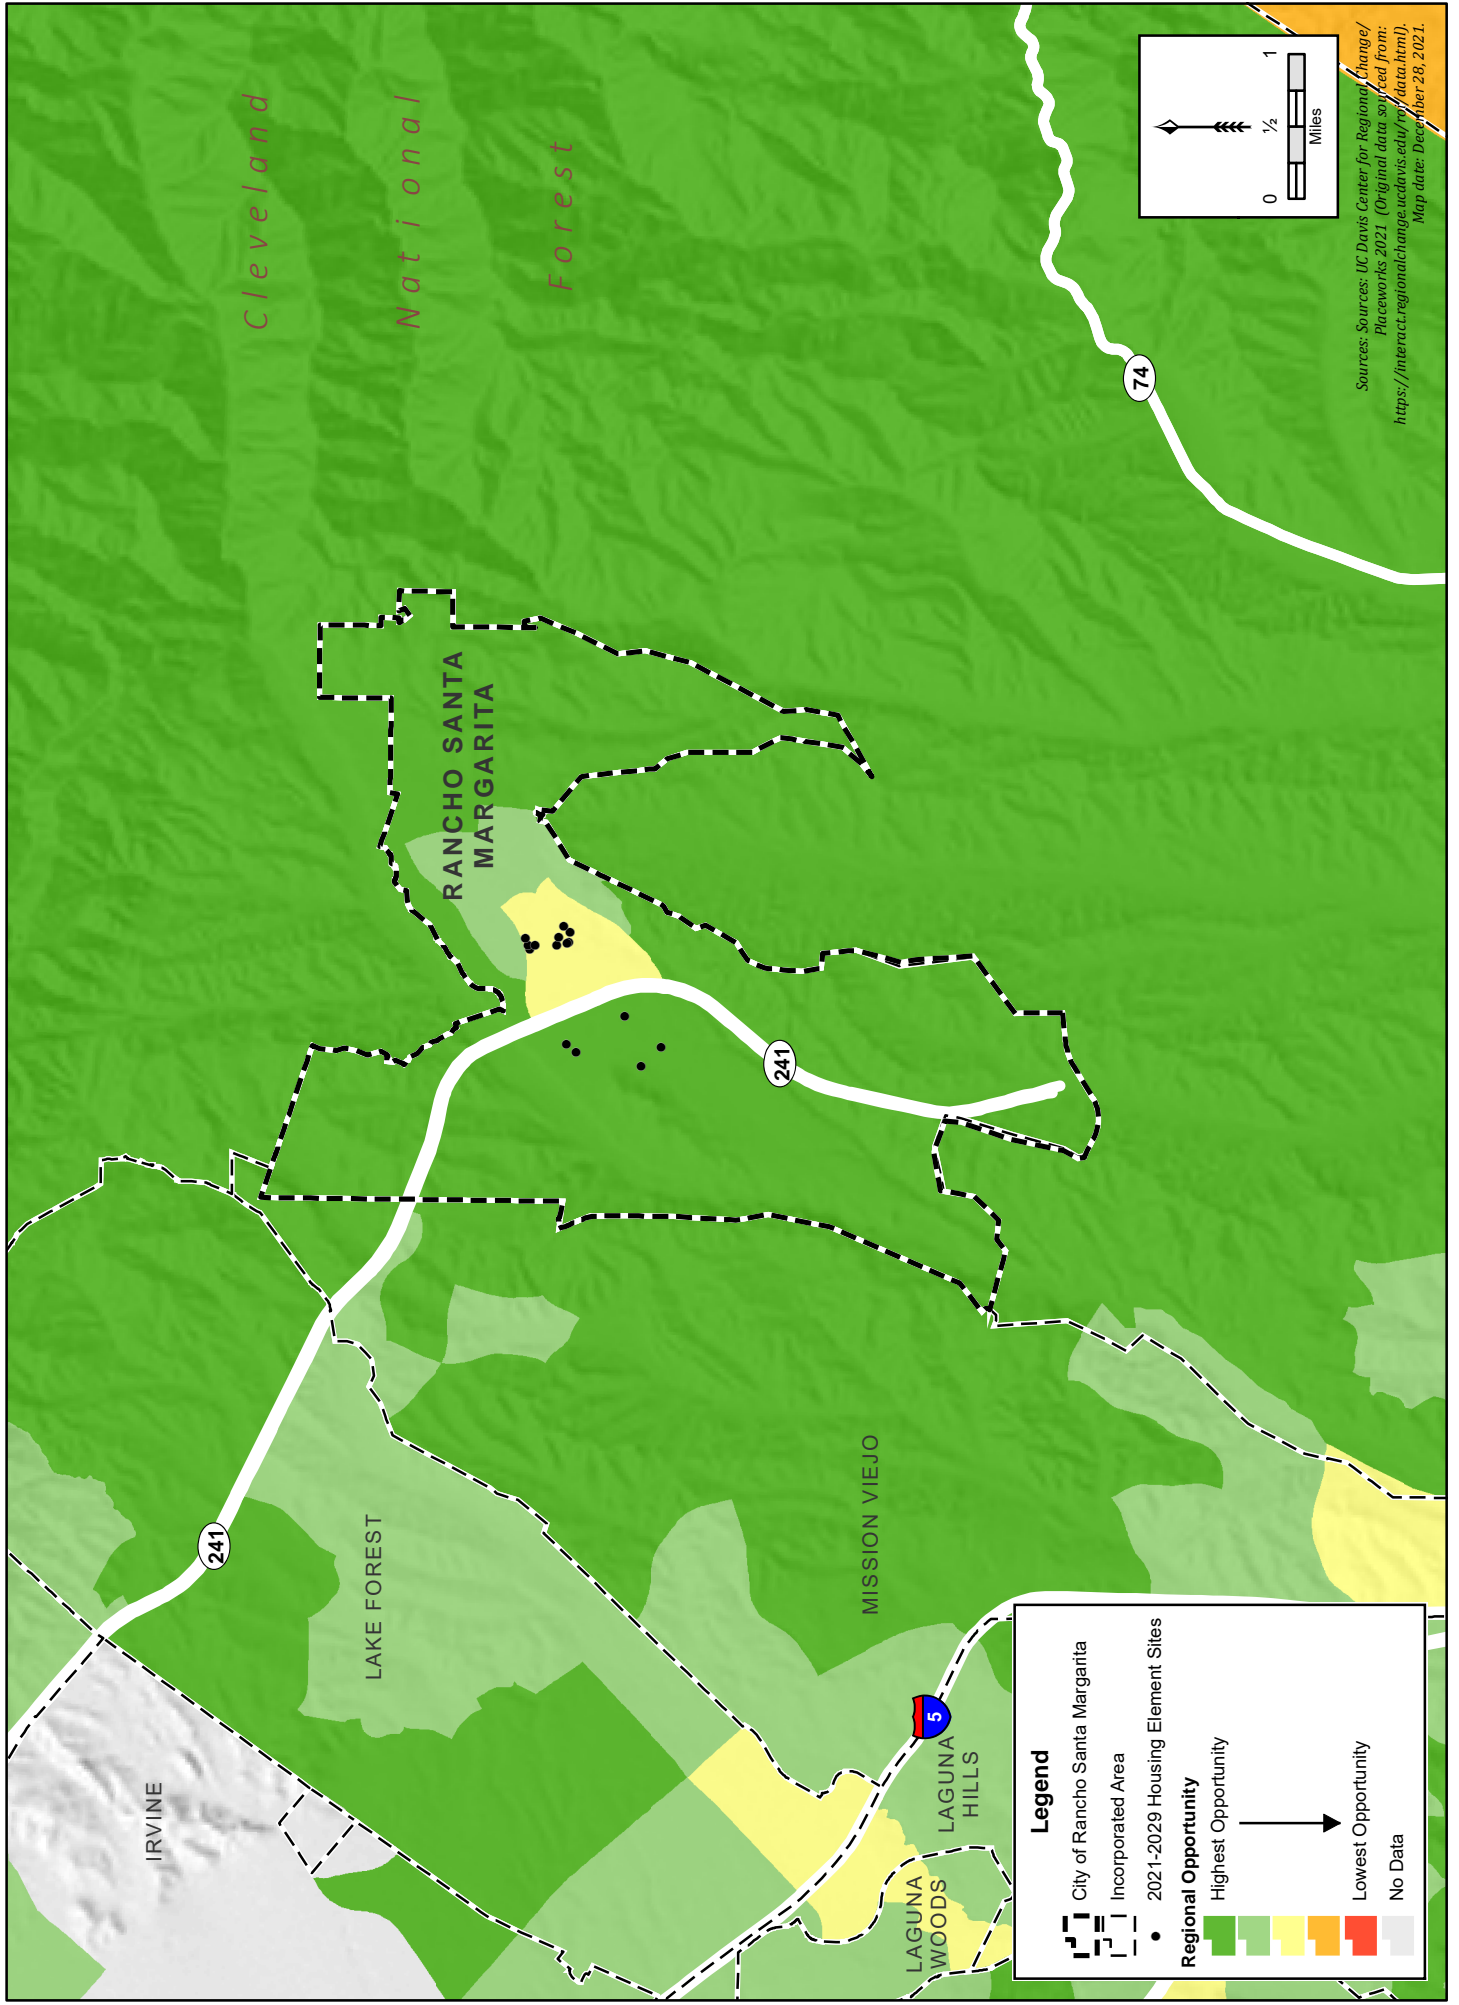 Cleveland
National
Forest
RANCHO SANTA
MARGARITA
241
241
74
LAKE FOREST
IRVINE
MISSION VIEJO
5
LAGUNA
HILLS
LAGUNA
WOODS
Legend
City of Rancho Santa Margarita
Incorporated Area
2021-2029 Housing Element Sites
Regional Opportunity
Highest Opportunity
Lowest Opportunity
No Data
0 ½ 1
Miles
Sources: Sources: UC Davis Center for Regional Change/
Placeworks 2021 (Original data sourced from:
https://interact.regionalchange.ucdavis.edu/roi/data.html).
Map date: December 28, 2021.